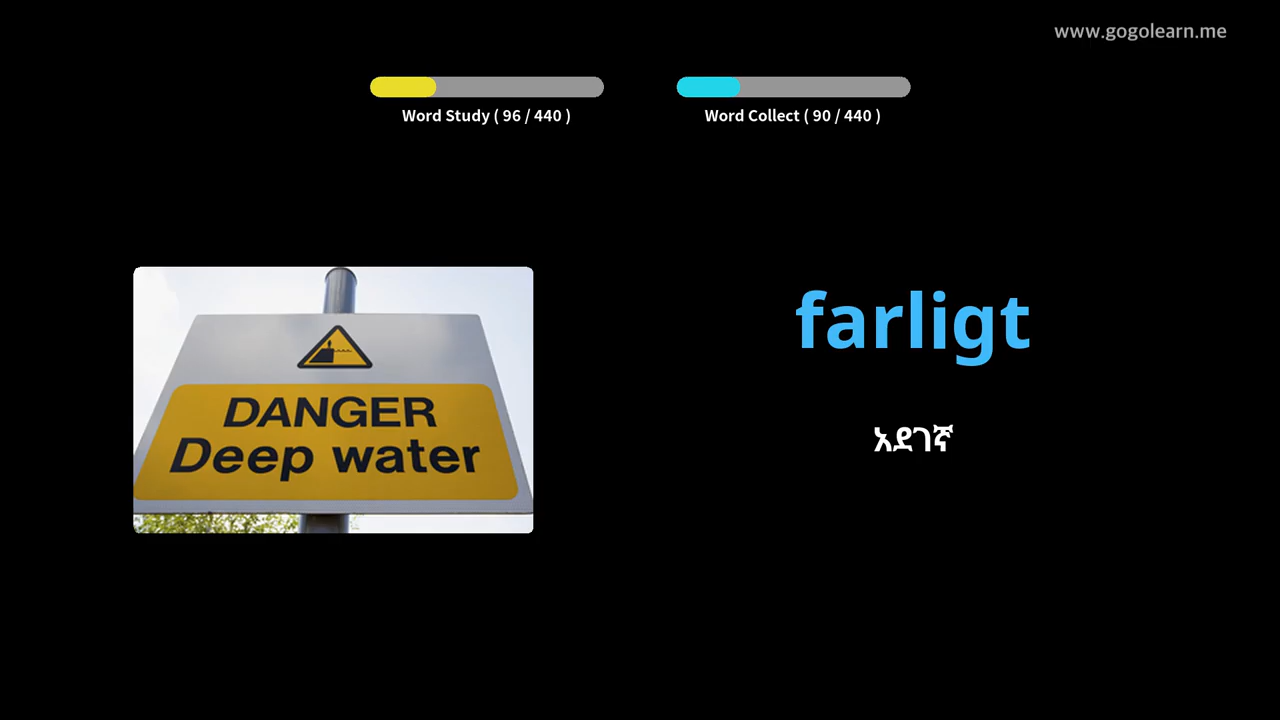 www.gogolearn.me
Word Study ( 96 / 440 )
Word Collect ( 90 / 440 )
DANGER
Deep water
farligt
አደገኛ